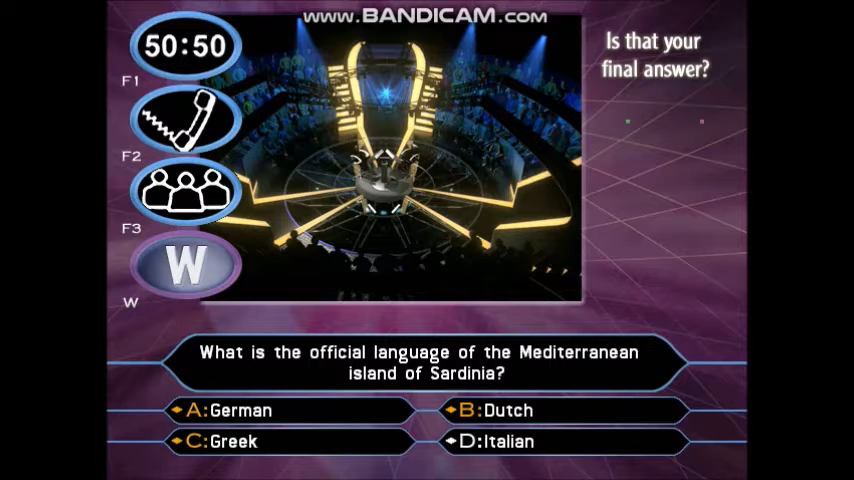 www.BANDICAM.com
50:50
F1
F2
F3
W
W
Is that your
final answer?
What is the official language of the Mediterranean
island of Sardinia?
A:German
B:Dutch
C:Greek
D:Italian